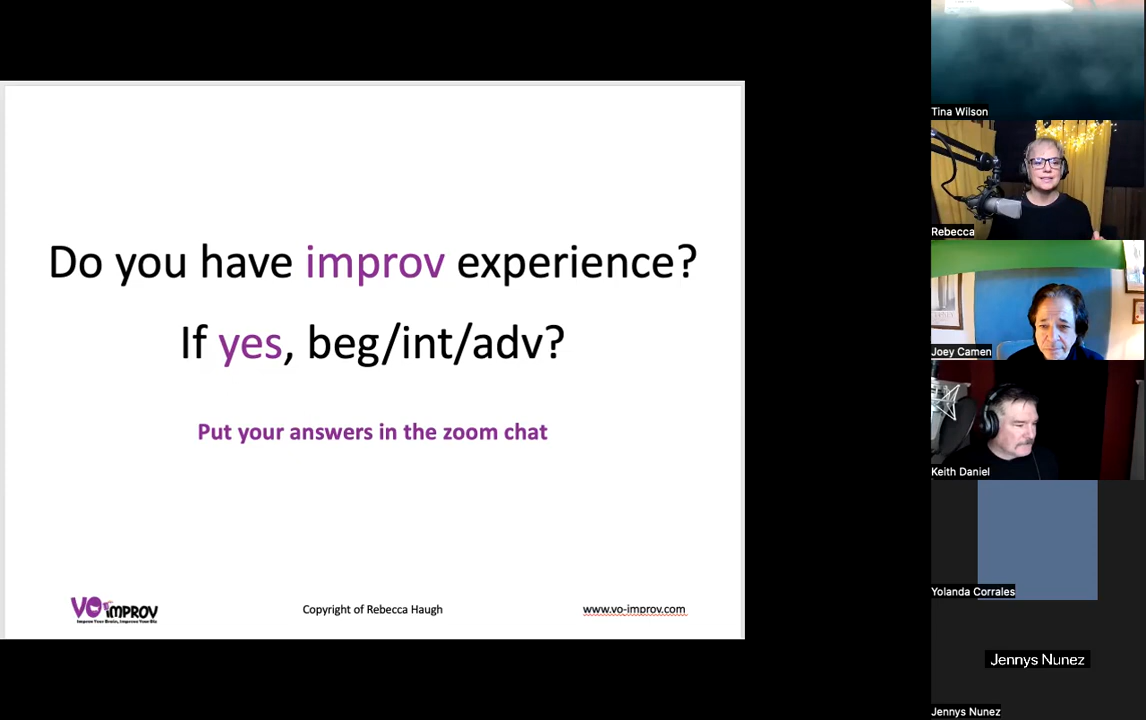 Do you have improv experience?
If yes, beg/int/adv?
Put your answers in the zoom chat
VO IMPROV
Improve Your Brain, Improve Your Biz
Copyright of Rebecca Haugh
www.vo-improv.com
Tina Wilson
Rebecca
Joey Camen
Keith Daniel
Yolanda Corrales
Jennys Nunez
Jennys Nunez